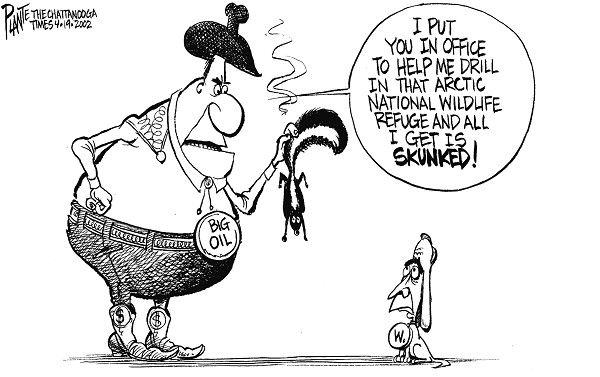 PLANTE THE CHATTANOOGA
TIMES 4•19•2002
I PUT
YOU IN OFFICE
TO HELP ME DRILL
IN THAT ARCTIC
NATIONAL WILDLIFE
REFUGE AND ALL
I GET IS
SKUNKED!
BIG
OIL
$ $
W.